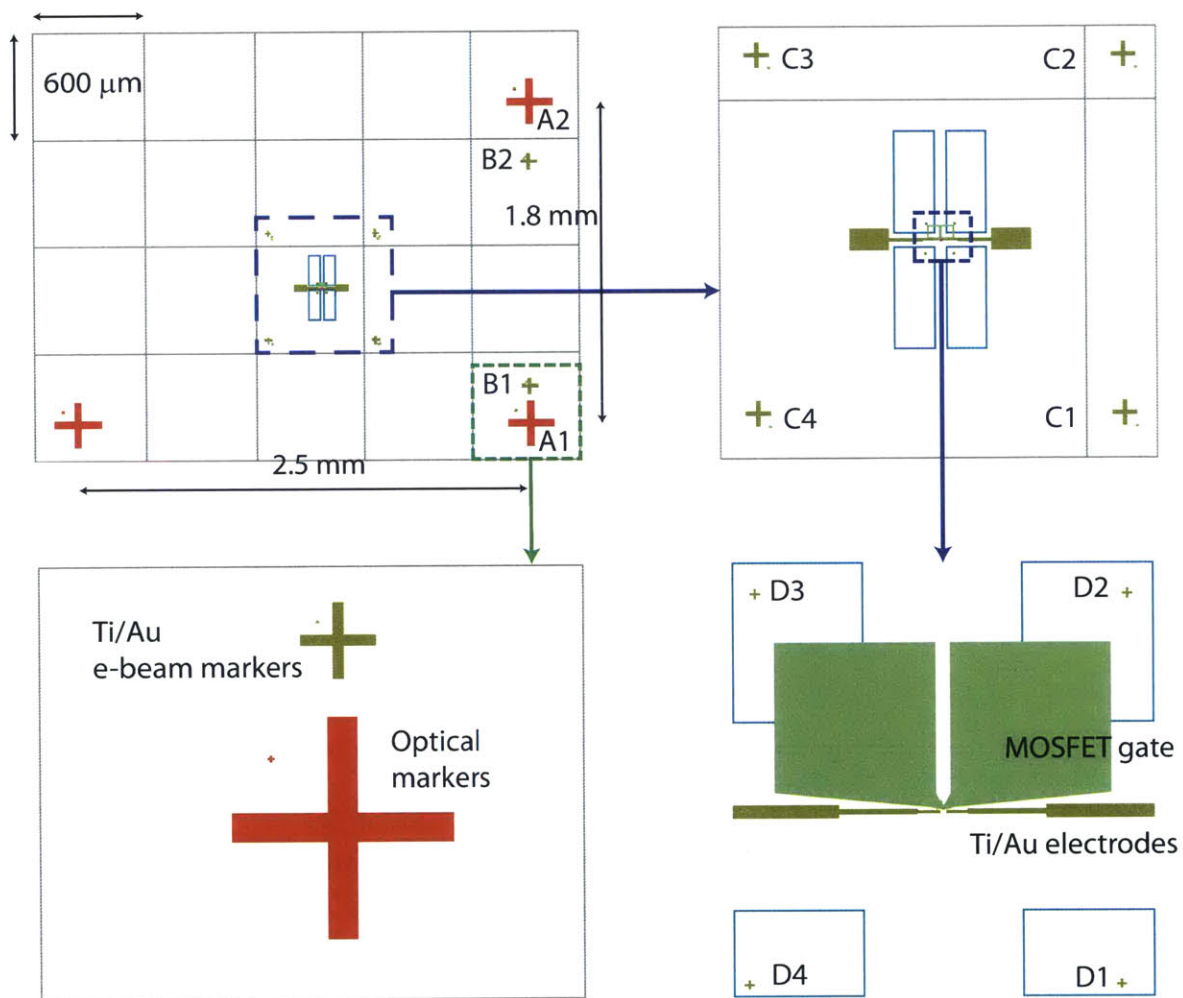 600 μm
A2
B2
1.8 mm
B1
A1
2.5 mm
C3
C2
C4
C1
Ti/Au
e-beam markers
Optical
markers
D3
D2
MOSFET gate
Ti/Au electrodes
D4
D1